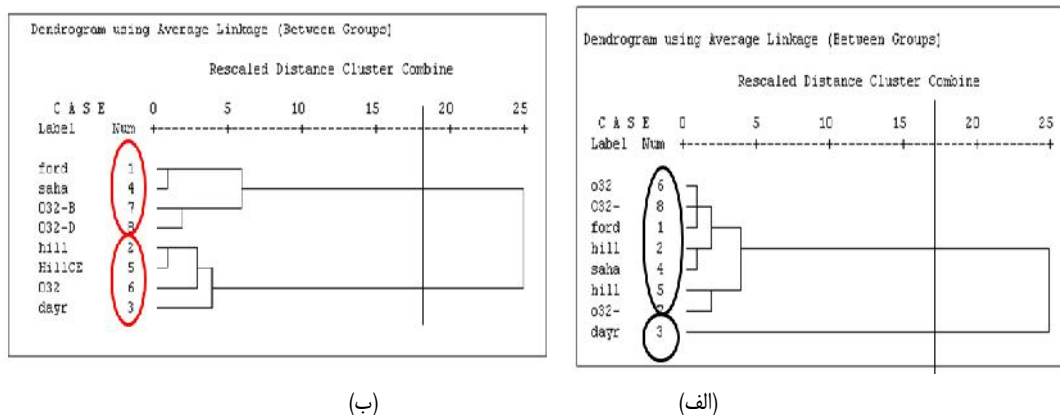 Dendrogram using Average Linkage (Between Groups)
Rescaled Distance Cluster Combine
C A S E 0 5 10 15 20 25
Label Num +---------+---------+---------+---------+---------+
ford 1
saha 4
O32-B 7
O32-D 8
hill 2
HillCE 5
O32 6
dayr 3
(ب)
Dendrogram using Average Linkage (Between Groups)
Rescaled Distance Cluster Combine
C A S E 0 5 10 15 20 25
Label Num +---------+---------+---------+---------+---------+
o32 6
O32- 8
ford 1
hill 2
saha 4
hill 5
o32-
dayr 3
(الف)